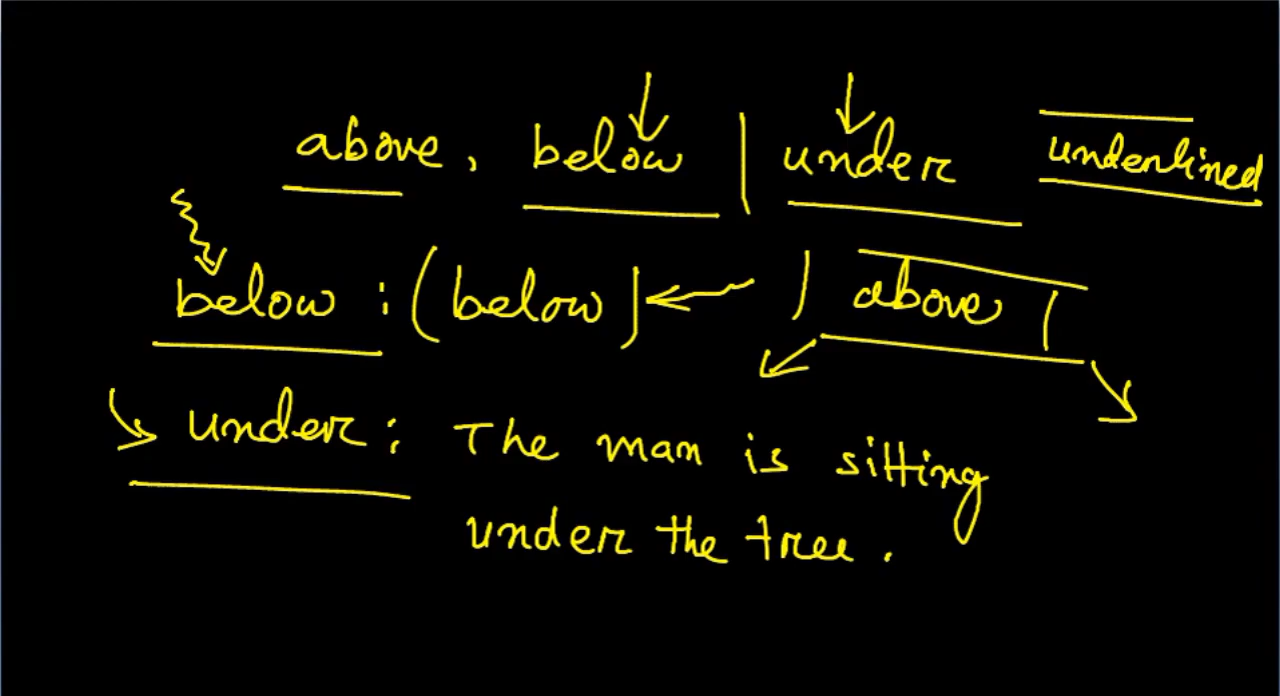 above, below | under underlined
below : (below) ) above (
under : The man is sitting
under the tree.